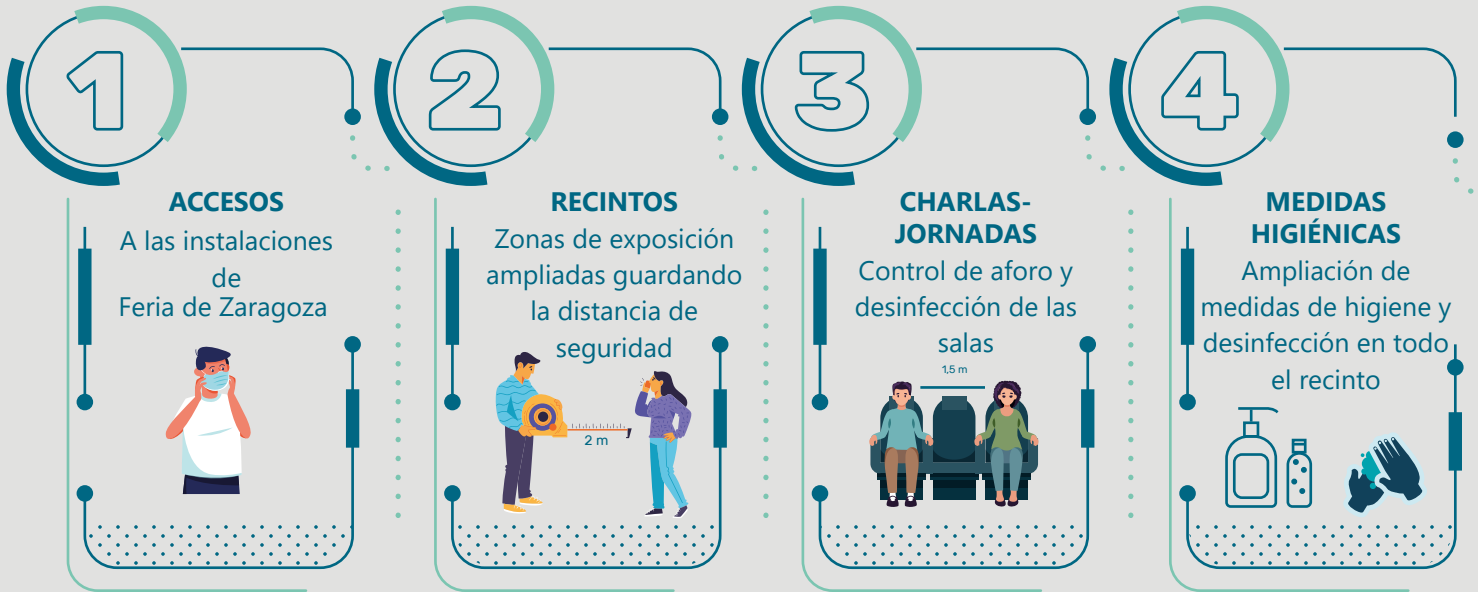 1
ACCESOS
A las instalaciones
de
Feria de Zaragoza
2
RECINTOS
Zonas de exposición
ampliadas guardando
la distancia de
seguridad
2 m
3
CHARLAS-
JORNADAS
Control de aforo y
desinfección de las
salas
1,5 m
4
MEDIDAS
HIGIÉNICAS
Ampliación de
medidas de higiene y
desinfección en todo
el recinto